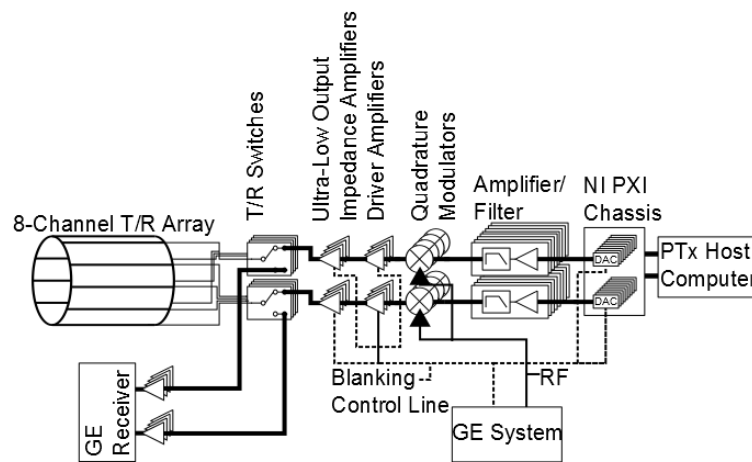 8-Channel T/R Array
T/R Switches
Ultra-Low Output
Impedance Amplifiers
Driver Amplifiers
Quadrature
Modulators
Amplifier/
Filter
NI PXI
Chassis
DAC
DAC
PTx Host
Computer
Blanking
Control Line
RF
GE System
GE
Receiver